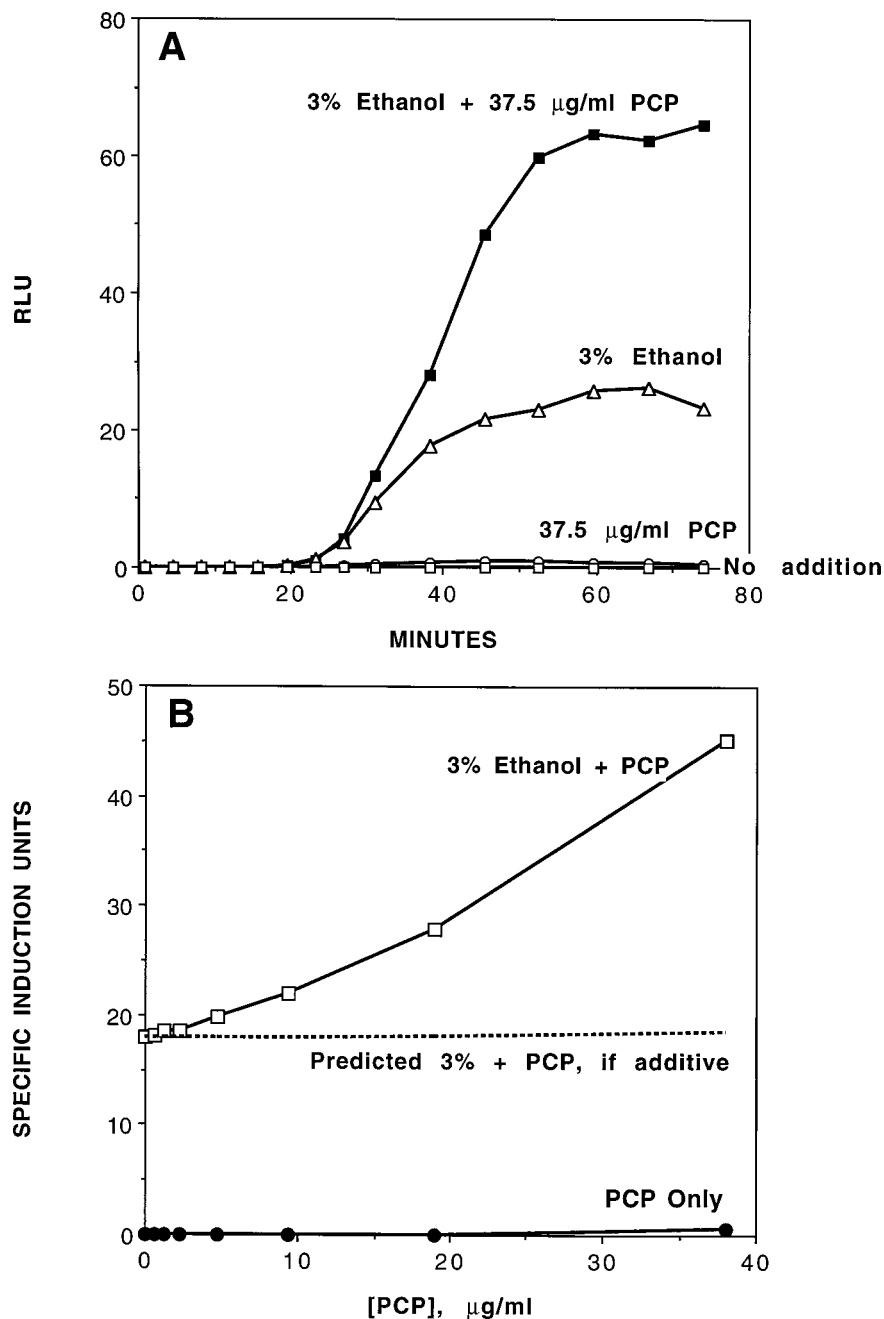 A
80
3% Ethanol + 37.5 μg/ml PCP
60
RLU
40
3% Ethanol
20
37.5 μg/ml PCP
0
No addition
0 20 40 60 80
MINUTES
B
50
3% Ethanol + PCP
40
SPECIFIC INDUCTION UNITS
30
20
Predicted 3% + PCP, if additive
10
PCP Only
0
0 10 20 30 40
[PCP], μg/ml